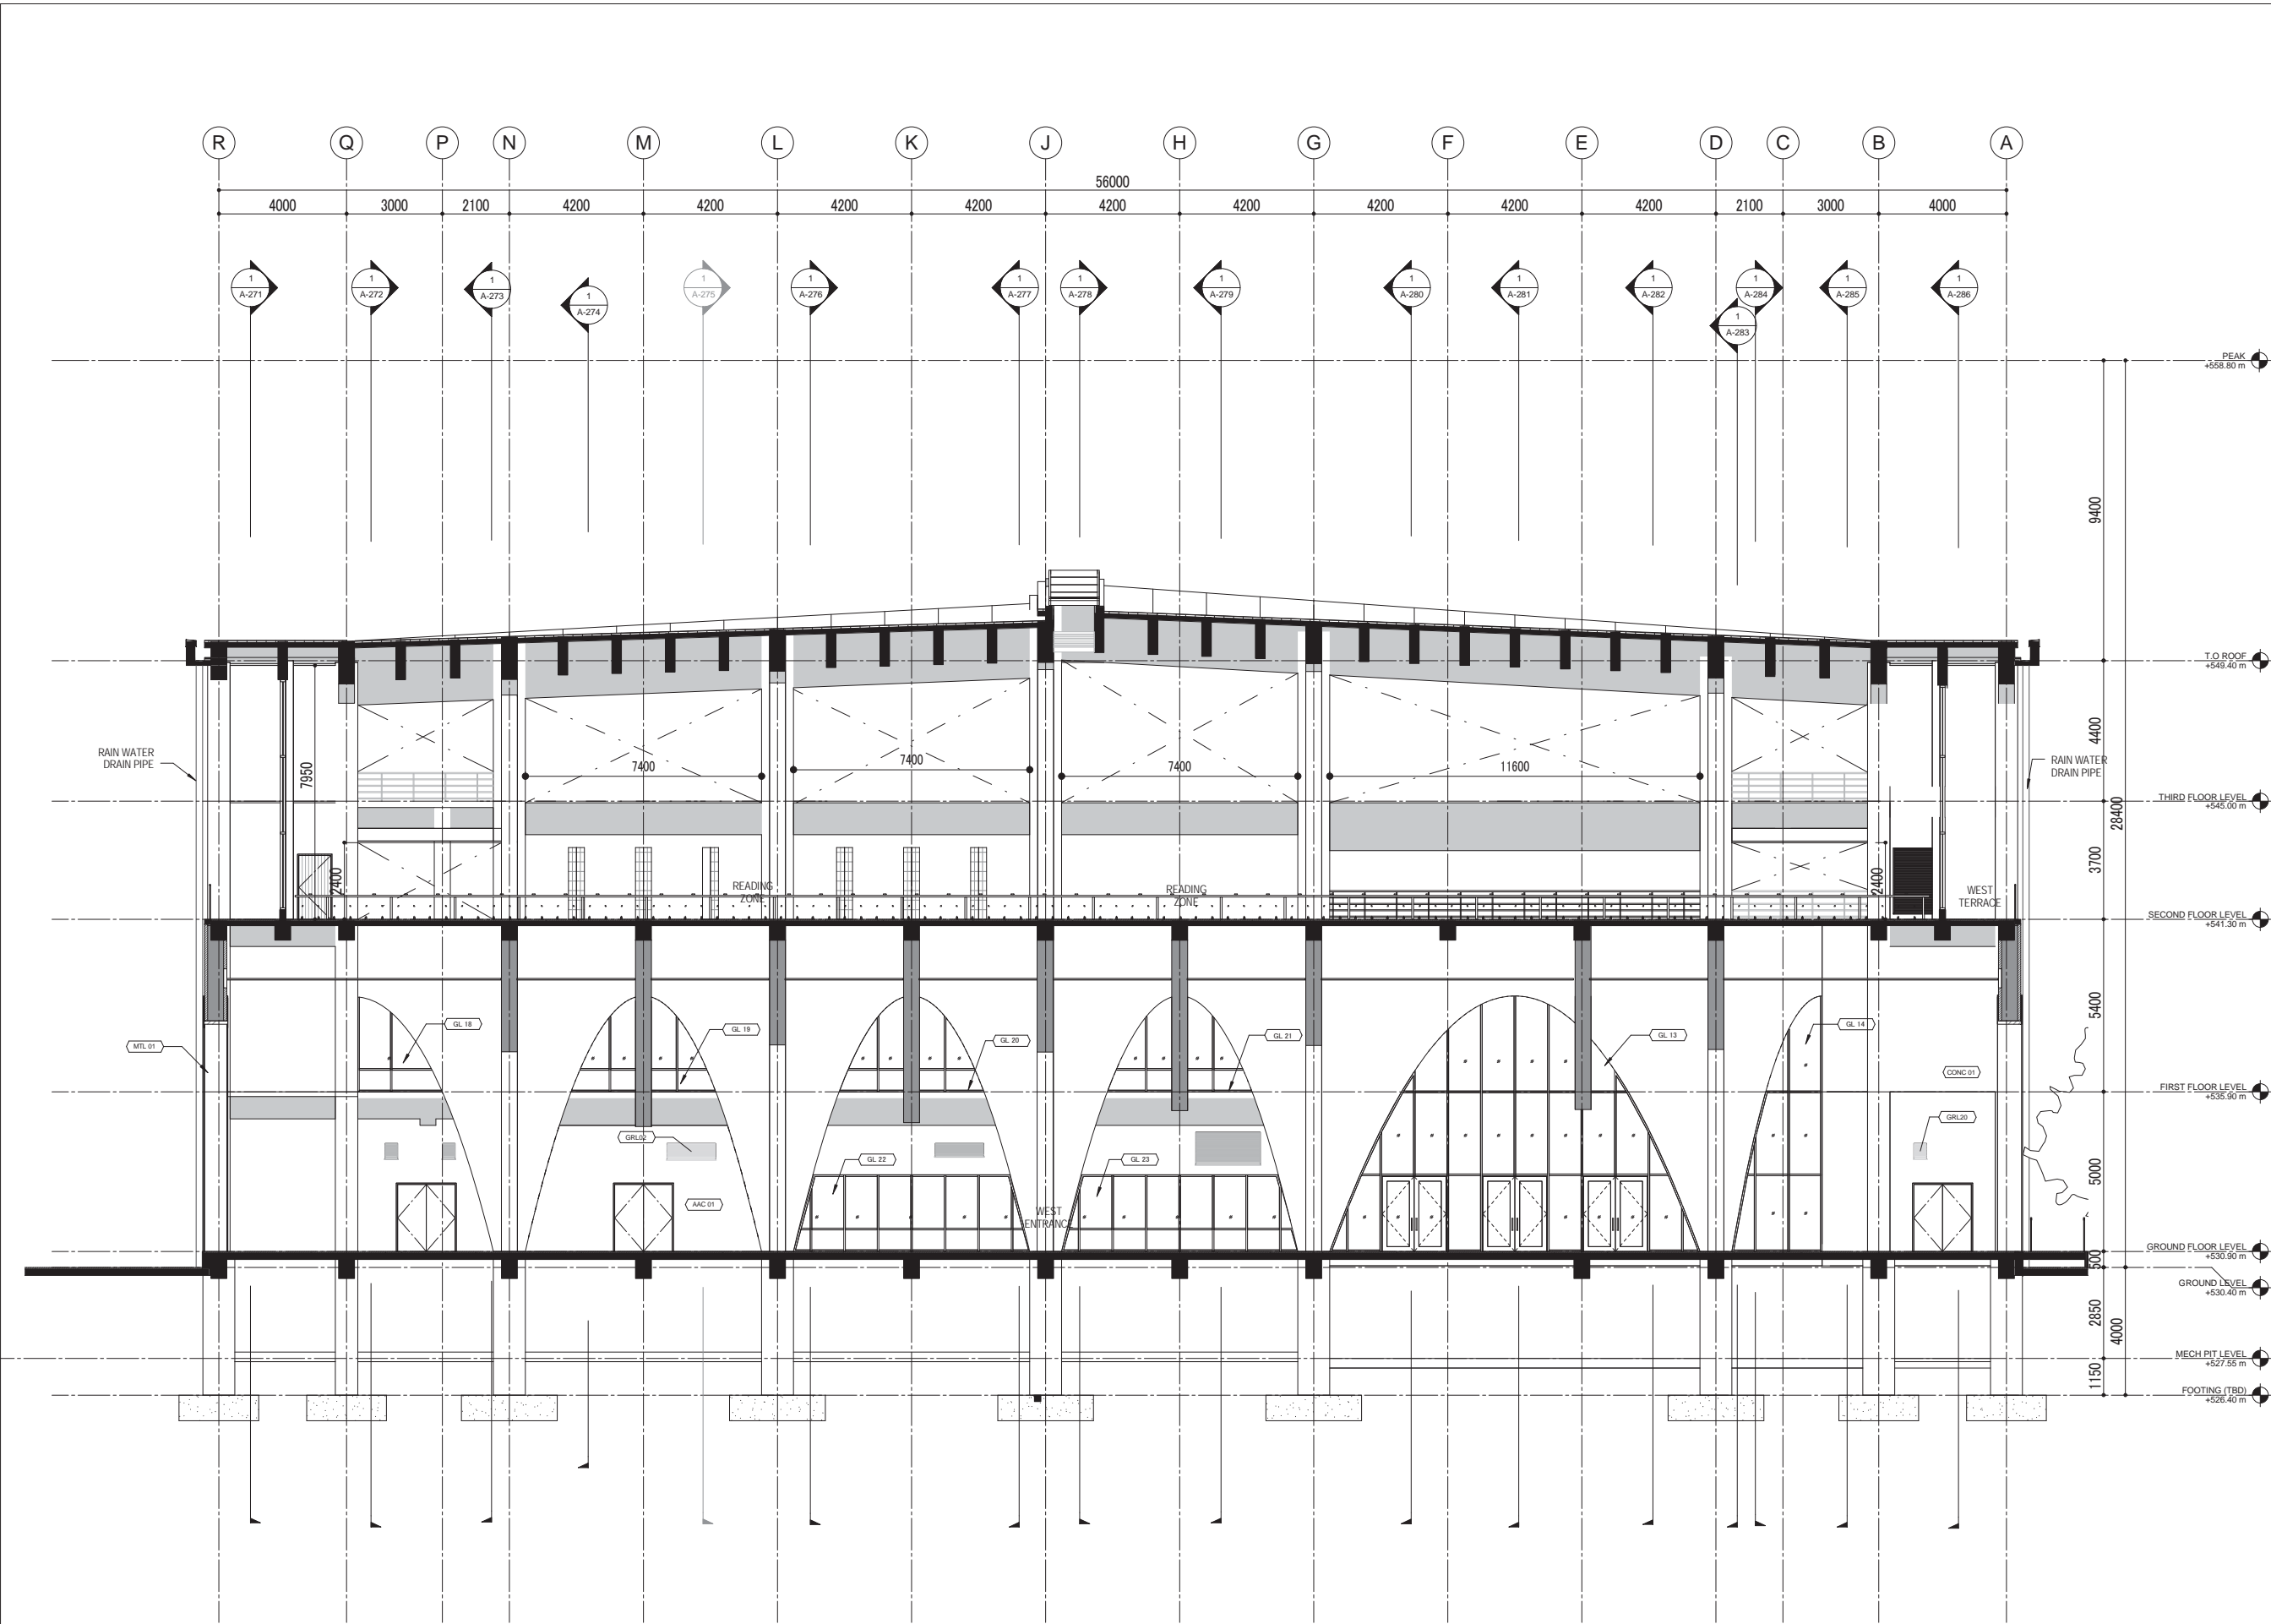 R Q P N M L K J H G F E D C B A
56000
4000 3000 2100 4200 4200 4200 4200 4200 4200 4200 4200 4200 2100 3000 4000
1 1 1 1 1 1 1 1 1 1 1 1 1 1
A-271 A-272 A-273 A-275 A-276 A-277 A-278 A-279 A-280 A-281 A-282 A-284 A-285 A-286
1
A-274
1
A-283
PEAK
+558.80 m
9400
T.O ROOF
+549.40 m
4400
RAIN WATER
DRAIN PIPE
7950
7400
7400
7400
11600
RAIN WATER
DRAIN PIPE
THIRD FLOOR LEVEL
+545.00 m
28400
3700
2400
READING
ZONE
READING
ZONE
2400
WEST
TERRACE
SECOND FLOOR LEVEL
+541.30 m
5400
GL 18
GL 19
GL 20
GL 21
GL 13
GL 14
MTL 01
CONC 01
FIRST FLOOR LEVEL
+535.90 m
GRL02
GRL20
GL 22
GL 23
5000
AAC 01
WEST
ENTRANCE
GROUND FLOOR LEVEL
+530.90 m
500
GROUND LEVEL
+530.40 m
2850
4000
MECH PIT LEVEL
+527.55 m
1150
FOOTING (TBD)
+526.40 m